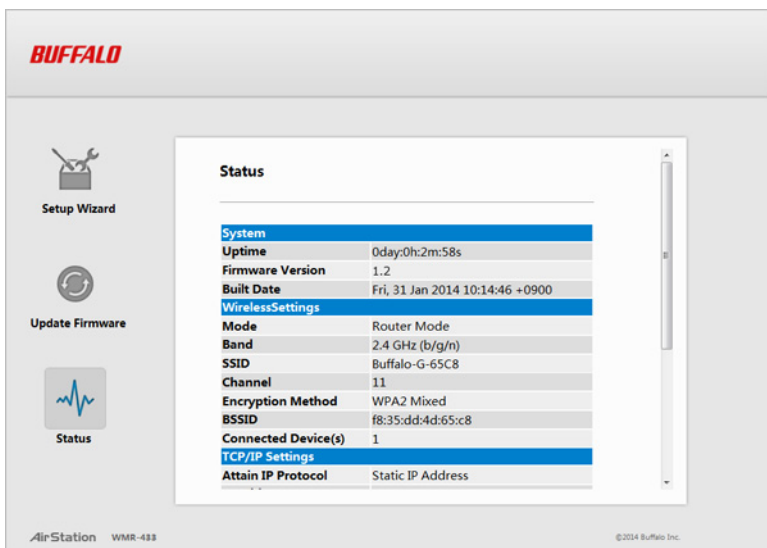 BUFFALO
Setup Wizard
Update Firmware
Status
Status
System
Uptime 0day:0h:2m:58s
Firmware Version 1.2
Built Date Fri, 31 Jan 2014 10:14:46 +0900
WirelessSettings
Mode Router Mode
Band 2.4 GHz (b/g/n)
SSID Buffalo-G-65C8
Channel 11
Encryption Method WPA2 Mixed
BSSID f8:35:dd:4d:65:c8
Connected Device(s) 1
TCP/IP Settings
Attain IP Protocol Static IP Address
AirStation WMR-433
©2014 Buffalo Inc.